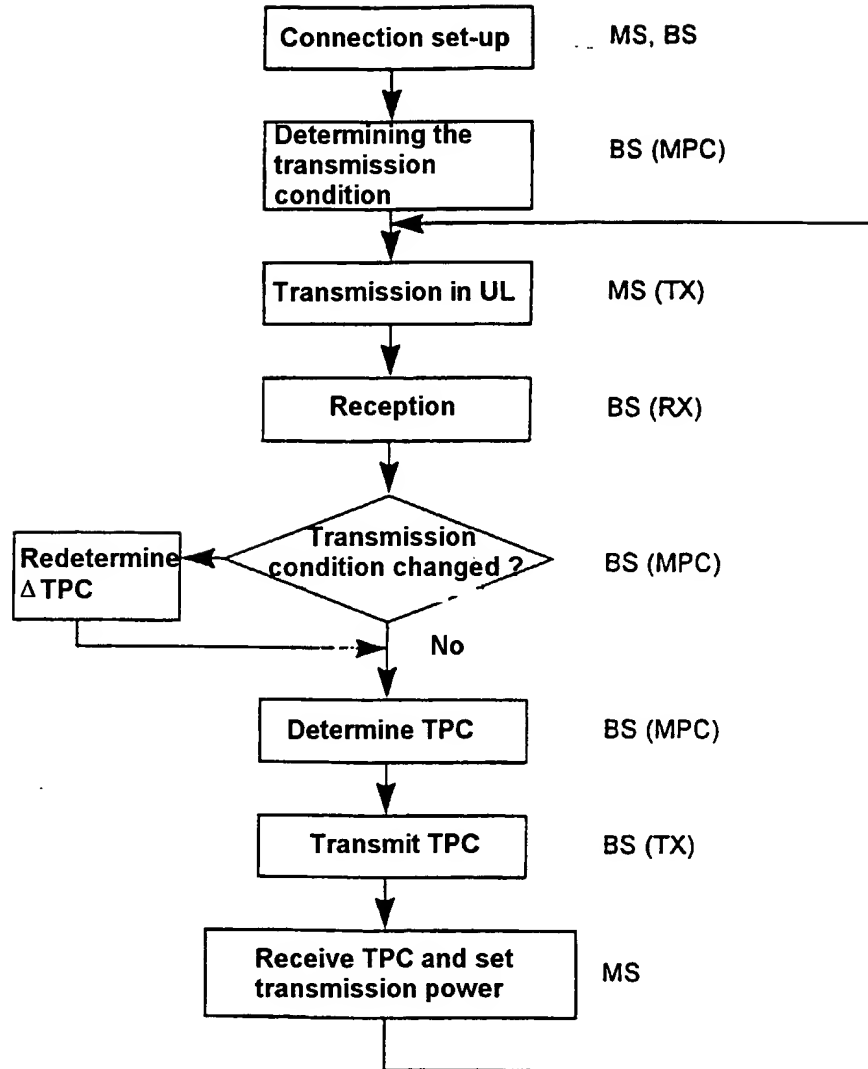 Connection set-up
MS, BS
Determining the
transmission
condition
BS (MPC)
Transmission in UL
MS (TX)
Reception
BS (RX)
Transmission
condition changed ?
BS (MPC)
Redetermine
Δ TPC
No
Determine TPC
BS (MPC)
Transmit TPC
BS (TX)
Receive TPC and set
transmission power
MS